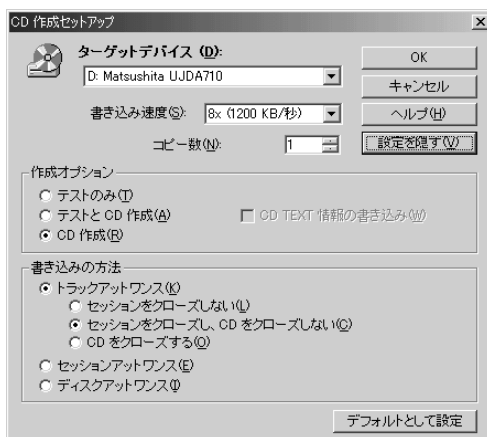 CD 作成セットアップ
ターゲットデバイス (D):
D: Matsushita UJDA710
書き込み速度(S): 8x (1200 KB/秒)
コピー数(N): 1
OK
キャンセル
ヘルプ(H)
設定を隠す(V)
作成オプション
テストのみ(T)
テストと CD 作成(A)
CD TEXT 情報の書き込み(W)
CD 作成(R)
書き込みの方法
トラックアットワンス(K)
セッションをクローズしない(L)
セッションをクローズし、CD をクローズしない(C)
CD をクローズする(O)
セッションアットワンス(E)
ディスクアットワンス(I)
デフォルトとして設定